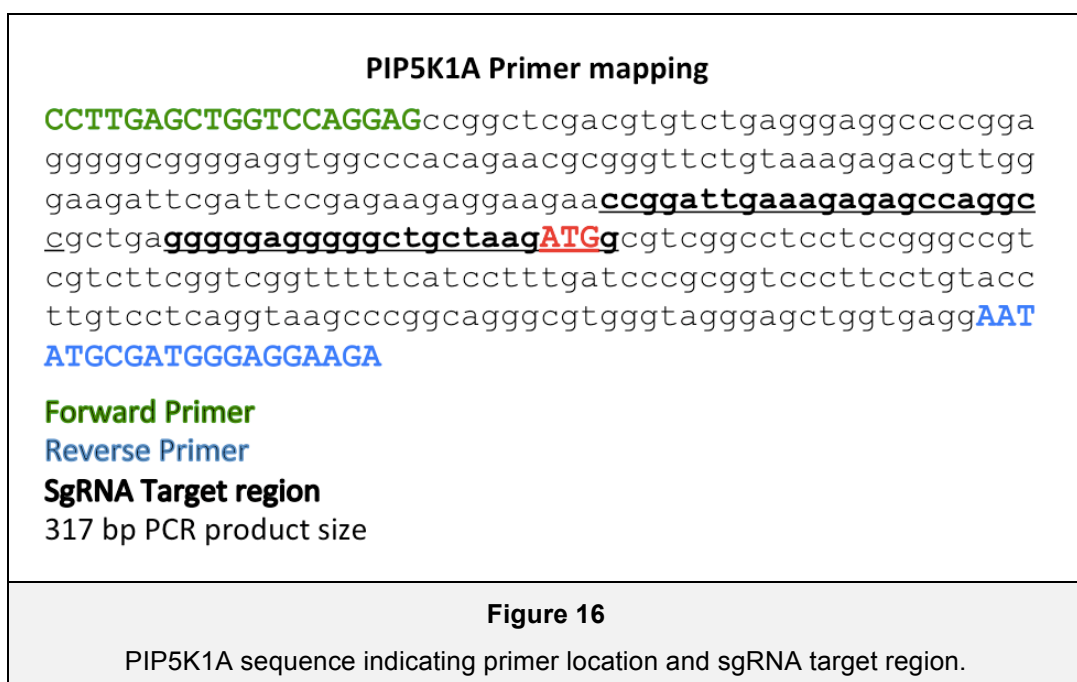 PIP5K1A Primer mapping
CCTTGAGCTGGTCCAGGAGccggctcgacgtgtctgagggaggccccgga
gggggcggggaggtggcccacagaacgcgggttctgtaaagagacgttgg
gaagattcgattccgagaagaggaagaaccggattgaaagagagccaggc
cgctgagggggagggggctgctaagATGgcgtcggcctcctccgggccgt
cgtcttcggtcggtttttcatcctttgatcccgcggtcccttcctgtacc
ttgtcctcaggtaagcccggcagggcgtgggtagggagctggtgaggAAT
ATGCGATGGGAGGAAGA
Forward Primer
Reverse Primer
SgRNA Target region
317 bp PCR product size
Figure 16
PIP5K1A sequence indicating primer location and sgRNA target region.